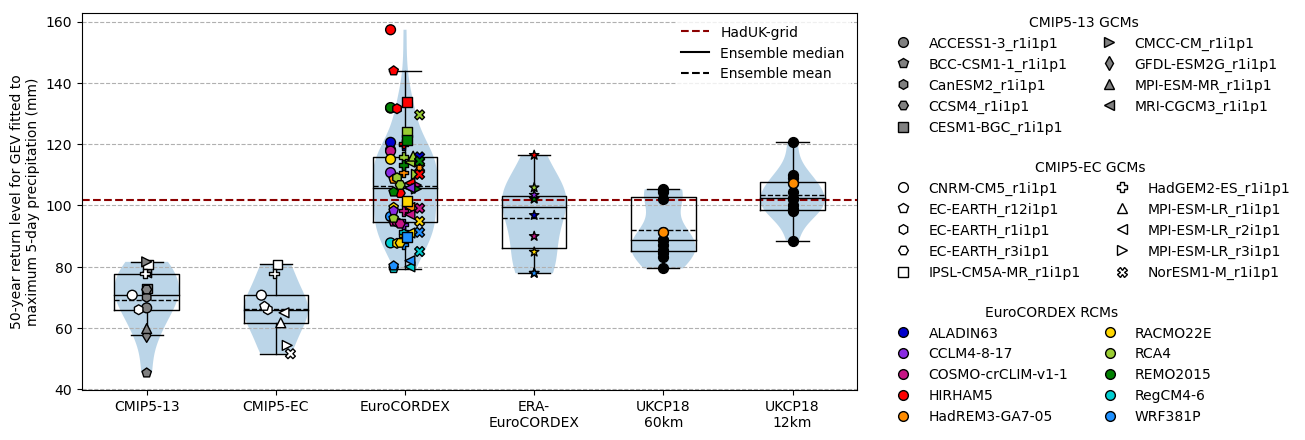 50-year return level for GEV fitted to
maximum 5-day precipitation (mm)
160
140
120
100
80
60
40
HadUK-grid
Ensemble median
Ensemble mean
CMIP5-13
CMIP5-EC
EuroCORDEX
ERA-
EuroCORDEX
UKCP18
60km
UKCP18
12km
CMIP5-13 GCMs
ACCESS1-3_r1i1p1
BCC-CSM1-1_r1i1p1
CanESM2_r1i1p1
CCSM4_r1i1p1
CESM1-BGC_r1i1p1
CMCC-CM_r1i1p1
GFDL-ESM2G_r1i1p1
MPI-ESM-MR_r1i1p1
MRI-CGCM3_r1i1p1
CMIP5-EC GCMs
CNRM-CM5_r1i1p1
EC-EARTH_r12i1p1
EC-EARTH_r1i1p1
EC-EARTH_r3i1p1
IPSL-CM5A-MR_r1i1p1
HadGEM2-ES_r1i1p1
MPI-ESM-LR_r1i1p1
MPI-ESM-LR_r2i1p1
MPI-ESM-LR_r3i1p1
NorESM1-M_r1i1p1
EuroCORDEX RCMs
ALADIN63
CCLM4-8-17
COSMO-crCLIM-v1-1
HIRHAM5
HadREM3-GA7-05
RACMO22E
RCA4
REMO2015
RegCM4-6
WRF381P